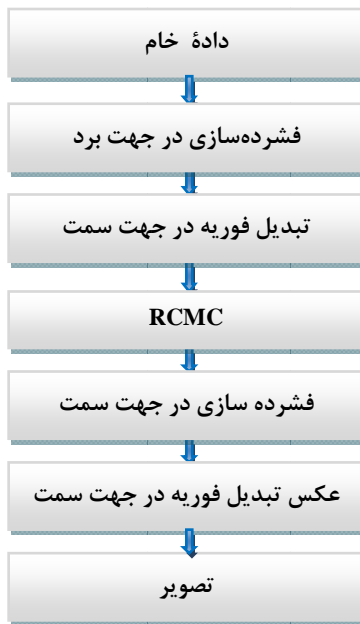 دادهٔ خام
فشرده‌سازی در جهت برد
تبدیل فوریه در جهت سمت
RCMC
فشرده سازی در جهت سمت
عکس تبدیل فوریه در جهت سمت
تصویر